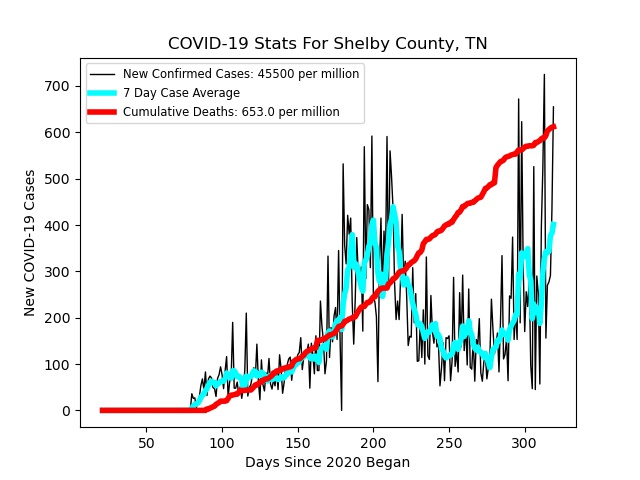 COVID-19 Stats For Shelby County, TN
New Confirmed Cases: 45500 per million
7 Day Case Average
Cumulative Deaths: 653.0 per million
New COVID-19 Cases
700
600
500
400
300
200
100
0
50 100 150 200 250 300
Days Since 2020 Began